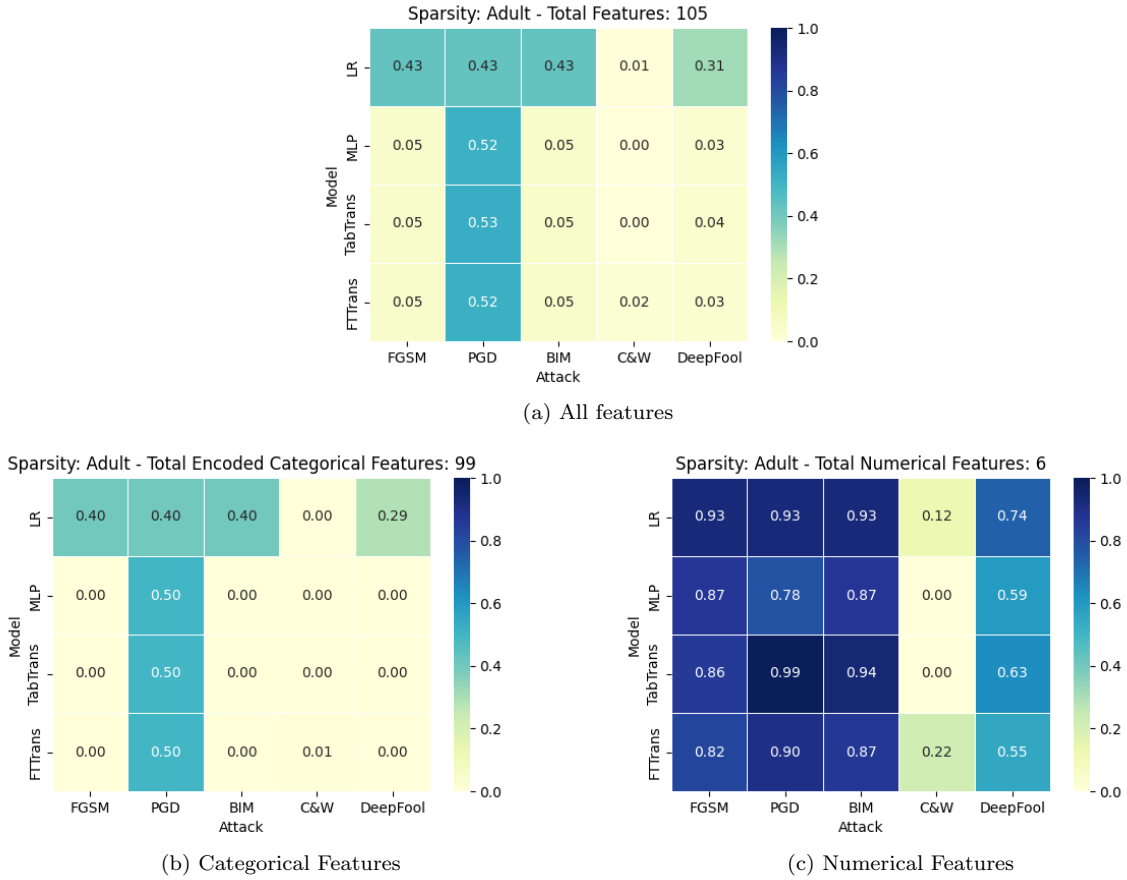 Sparsity: Adult - Total Features: 105
1.0
LR 0.43 0.43 0.43 0.01 0.31
0.8
MLP 0.05 0.52 0.05 0.00 0.03
0.6
Model
TabTrans 0.05 0.53 0.05 0.00 0.04
0.4
FTTrans 0.05 0.52 0.05 0.02 0.03
0.2
0.0
FGSM PGD BIM C&W DeepFool
Attack
(a) All features
Sparsity: Adult - Total Encoded Categorical Features: 99
1.0
LR 0.40 0.40 0.40 0.00 0.29
0.8
MLP 0.00 0.50 0.00 0.00 0.00
0.6
Model
TabTrans 0.00 0.50 0.00 0.00 0.00
0.4
FTTrans 0.00 0.50 0.00 0.01 0.00
0.2
0.0
FGSM PGD BIM C&W DeepFool
Attack
(b) Categorical Features
Sparsity: Adult - Total Numerical Features: 6
1.0
LR 0.93 0.93 0.93 0.12 0.74
0.8
MLP 0.87 0.78 0.87 0.00 0.59
0.6
Model
TabTrans 0.86 0.99 0.94 0.00 0.63
0.4
FTTrans 0.82 0.90 0.87 0.22 0.55
0.2
0.0
FGSM PGD BIM C&W DeepFool
Attack
(c) Numerical Features